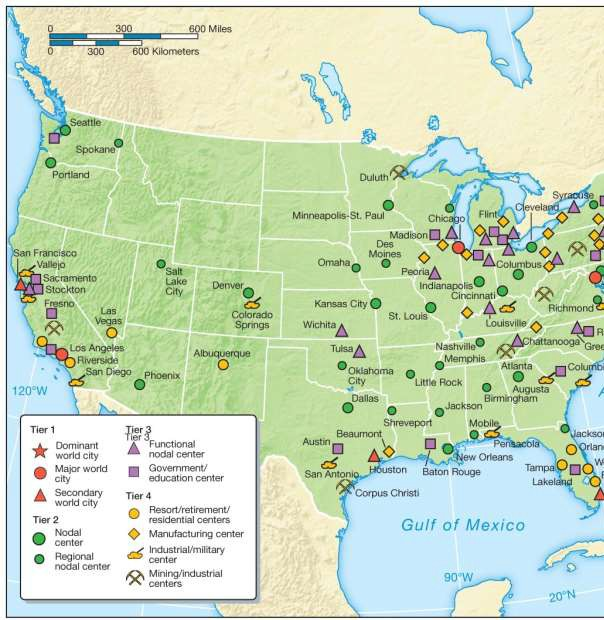 0 300 600 Miles
0 300 600 Kilometers
Seattle
Spokane
Portland
Duluth
Minneapolis-St. Paul
Syracuse
Cleveland
Flint
Chicago
Madison
Des
Moines
Omaha
Peoria
Columbus
Indianapolis
Cincinnati
San Francisco
Vallejo
Sacramento
Stockton
Fresno
Salt
Lake
City
Denver
Colorado
Springs
Kansas City
St. Louis
Louisville
Richmond
Las
Vegas
Wichita
Tulsa
Nashville
Memphis
Chattanooga
R
Gree
Los Angeles
Riverside
San Diego
Phoenix
Albuquerque
Oklahoma
City
Little Rock
Atlanta
Birmingham
Augusta
Columbi
Dallas
Shreveport
Jackson
120°W
Beaumont
Austin
San Antonio
Houston
Baton Rouge
New Orleans
Mobile
Pensacola
Jackson
Orlan
Tampa
Lakeland
W
Corpus Christi
Tier 1
Dominant
world city
Major world
city
Secondary
world city
Tier 2
Nodal
center
Regional
nodal center
Tier 3
Tier 3
Functional
nodal center
Government/
education center
Tier 4
Resort/retirement/
residential centers
Manufacturing center
Industrial/military
center
Mining/industrial
centers
Gulf of Mexico
90°W
20°N